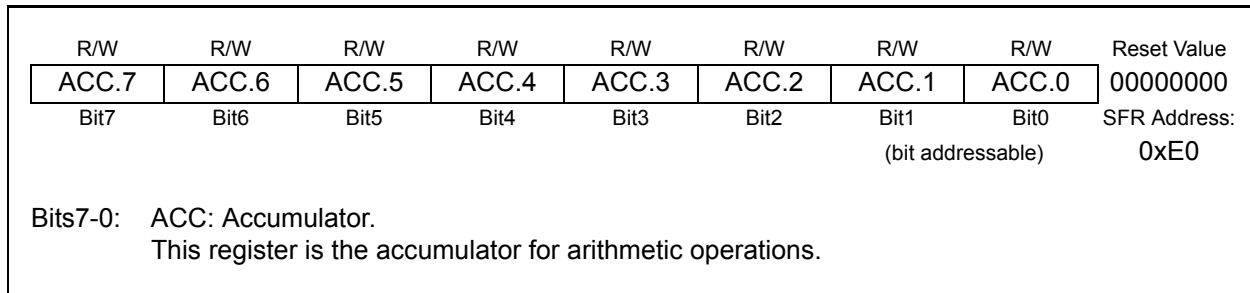 R/W R/W R/W R/W R/W R/W R/W R/W Reset Value
ACC.7 ACC.6 ACC.5 ACC.4 ACC.3 ACC.2 ACC.1 ACC.0 00000000
Bit7 Bit6 Bit5 Bit4 Bit3 Bit2 Bit1 Bit0 SFR Address:
(bit addressable) 0xE0
Bits7-0: ACC: Accumulator.
This register is the accumulator for arithmetic operations.